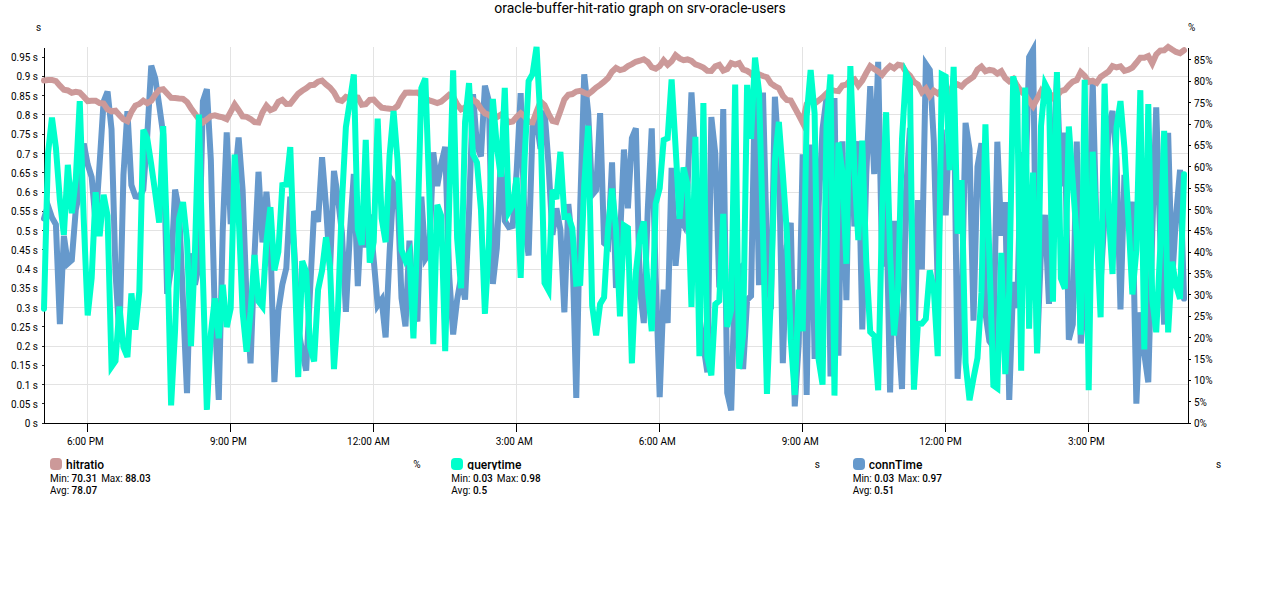 oracle-buffer-hit-ratio graph on srv-oracle-users
s %
0.95 s
0.9 s
0.85 s
0.8 s
0.75 s
0.7 s
0.65 s
0.6 s
0.55 s
0.5 s
0.45 s
0.4 s
0.35 s
0.3 s
0.25 s
0.2 s
0.15 s
0.1 s
0.05 s
0 s
85%
80%
75%
70%
65%
60%
55%
50%
45%
40%
35%
30%
25%
20%
15%
10%
5%
0%
6:00 PM 9:00 PM 12:00 AM 3:00 AM 6:00 AM 9:00 AM 12:00 PM 3:00 PM
hitratio %
Min: 70.31 Max: 88.03
Avg: 78.07
querytime s
Min: 0.03 Max: 0.98
Avg: 0.5
connTime s
Min: 0.03 Max: 0.97
Avg: 0.51